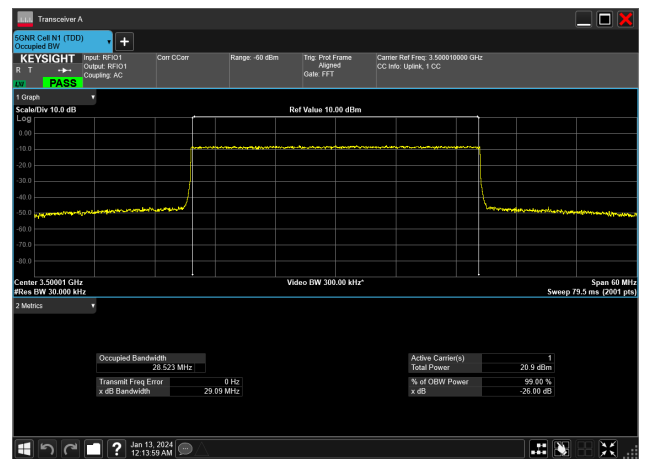 Transceiver A
5GNR Cell N1 (TDD)
Occupied BW
KEYSIGHT
R T
PASS
Input: RFIO1
Output: RFIO1
Coupling: AC
Corr CCorr
Range: -60 dBm
Trig: Prot Frame
Aligned
Gate: FFT
Carrier Ref Freq: 3.500010000 GHz
CC Info: Uplink, 1 CC
1 Graph
Scale/Div 10.0 dB
Ref Value 10.00 dBm
Log
0.00
-10.0
-20.0
-30.0
-40.0
-50.0
-60.0
-70.0
-80.0
Center 3.50001 GHz
Video BW 300.00 kHz*
Span 60 MHz
#Res BW 30.000 kHz
Sweep 79.5 ms (2001 pts)
2 Metrics
Occupied Bandwidth
28.523 MHz
Transmit Freq Error 0 Hz
x dB Bandwidth 29.09 MHz
Active Carrier(s) 1
Total Power 20.9 dBm
% of OBW Power 99.00 %
x dB -26.00 dB
?
Jan 13, 2024
12:13:59 AM